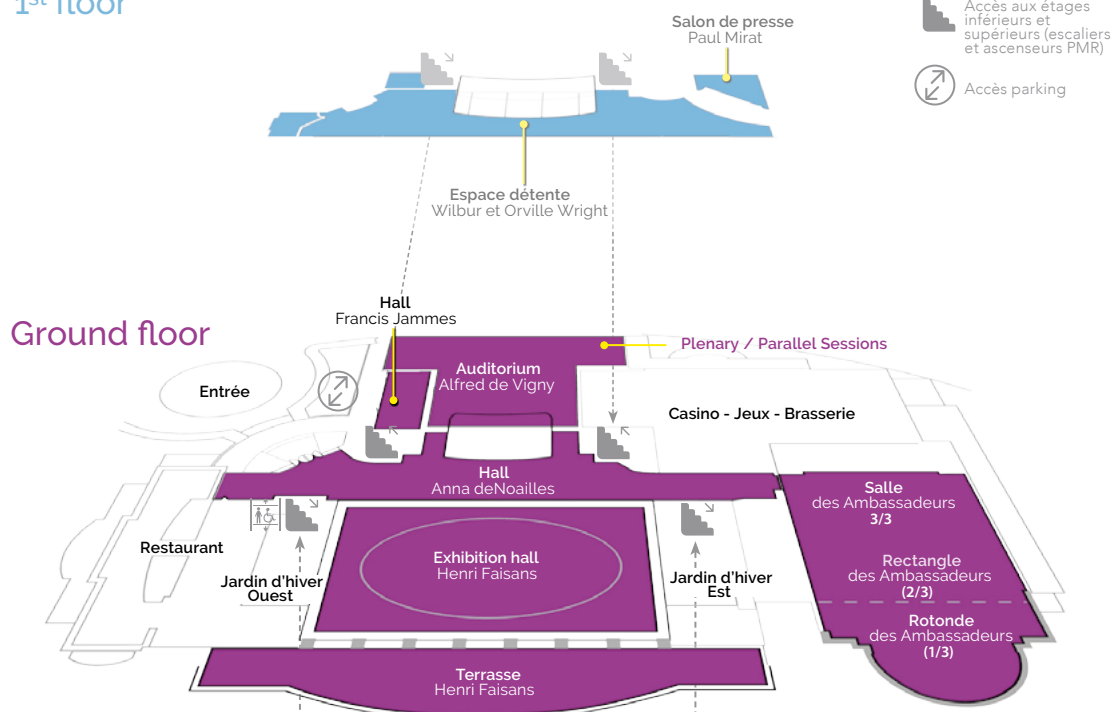 1st floor
Salon de presse
Paul Mirat
Accès aux étages
inférieurs et
supérieurs (escaliers
et ascenseurs PMR)
Accès parking
Espace détente
Wilbur et Orville Wright
Ground floor
Hall
Francis Jammes
Plenary / Parallel Sessions
Auditorium
Alfred de Vigny
Entrée
Casino - Jeux - Brasserie
Hall
Anna deNoailles
Salle
des Ambassadeurs
3/3
Restaurant
Exhibition hall
Henri Faisans
Jardin d'hiver
Ouest
Jardin d'hiver
Est
Rectangle
des Ambassadeurs
(2/3)
Rotonde
des Ambassadeurs
(1/3)
Terrasse
Henri Faisans